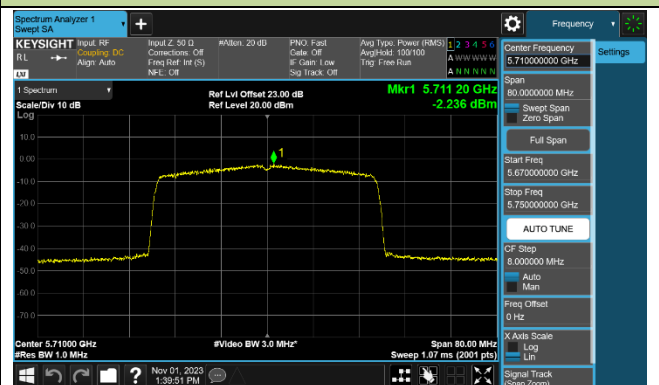 Spectrum Analyzer 1
Swept SA
Frequency
KEYSIGHT
Input: RF
Coupling: DC
Align: Auto
Input Z: 50 Ω
Corrections: Off
Freq Ref: Int (S)
NFE: Off
#Atten: 20 dB
PNO: Fast
Gate: Off
IF Gain: Low
Sig Track: Off
Avg Type: Power (RMS)
Avg|Hold: 100/100
Trig: Free Run
1 2 3 4 5 6
A W W W W W
A N N N N N
RL
LXI
1 Spectrum
Scale/Div 10 dB
Log
Ref Lvl Offset 23.00 dB
Ref Level 20.00 dBm
Mkr1 5.711 20 GHz
-2.236 dBm
10.0
0.00
-10.0
-20.0
-30.0
-40.0
-50.0
-60.0
-70.0
1
Center 5.71000 GHz
#Res BW 1.0 MHz
#Video BW 3.0 MHz*
Span 80.00 MHz
Sweep 1.07 ms (2001 pts)
Nov 01, 2023
1:39:51 PM
Center Frequency
5.710000000 GHz
Settings
Span
80.0000000 MHz
Swept Span
Zero Span
Full Span
Start Freq
5.670000000 GHz
Stop Freq
5.750000000 GHz
AUTO TUNE
CF Step
8.000000 MHz
Auto
Man
Freq Offset
0 Hz
X Axis Scale
Log
Lin
Signal Track
(Span Zoom)